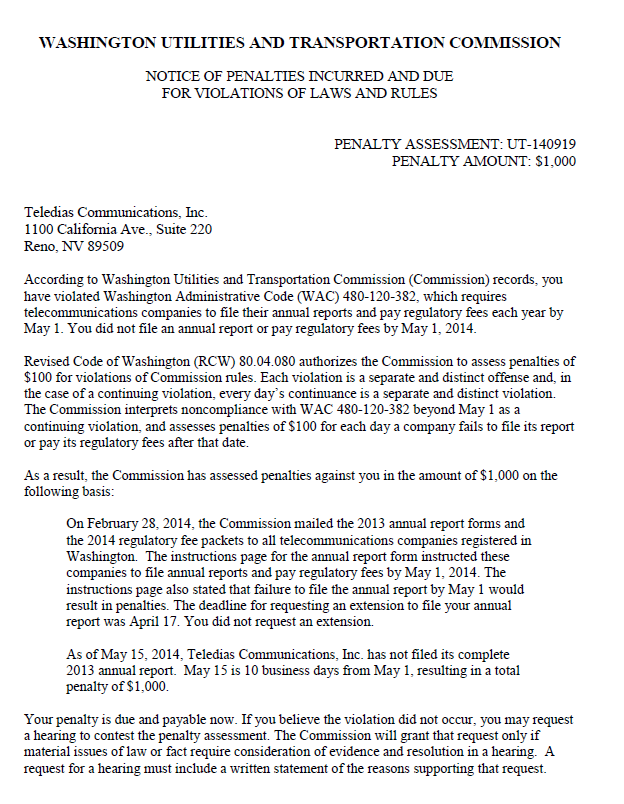 WASHINGTON UTILITIES AND TRANSPORTATION COMMISSION
NOTICE OF PENALTIES INCURRED AND DUE
FOR VIOLATIONS OF LAWS AND RULES
PENALTY ASSESSMENT: UT-140919
PENALTY AMOUNT: $1,000
Teledias Communications, Inc.
1100 California Ave., Suite 220
Reno, NV 89509
According to Washington Utilities and Transportation Commission (Commission) records, you
have violated Washington Administrative Code (WAC) 480-120-382, which requires
telecommunications companies to file their annual reports and pay regulatory fees each year by
May 1. You did not file an annual report or pay regulatory fees by May 1, 2014.
Revised Code of Washington (RCW) 80.04.080 authorizes the Commission to assess penalties of
$100 for violations of Commission rules. Each violation is a separate and distinct offense and, in
the case of a continuing violation, every day's continuance is a separate and distinct violation.
The Commission interprets noncompliance with WAC 480-120-382 beyond May 1 as a
continuing violation, and assesses penalties of $100 for each day a company fails to file its report
or pay its regulatory fees after that date.
As a result, the Commission has assessed penalties against you in the amount of $1,000 on the
following basis:
On February 28, 2014, the Commission mailed the 2013 annual report forms and
the 2014 regulatory fee packets to all telecommunications companies registered in
Washington. The instructions page for the annual report form instructed these
companies to file annual reports and pay regulatory fees by May 1, 2014. The
instructions page also stated that failure to file the annual report by May 1 would
result in penalties. The deadline for requesting an extension to file your annual
report was April 17. You did not request an extension.
As of May 15, 2014, Teledias Communications, Inc. has not filed its complete
2013 annual report. May 15 is 10 business days from May 1, resulting in a total
penalty of $1,000.
Your penalty is due and payable now. If you believe the violation did not occur, you may request
a hearing to contest the penalty assessment. The Commission will grant that request only if
material issues of law or fact require consideration of evidence and resolution in a hearing. A
request for a hearing must include a written statement of the reasons supporting that request.